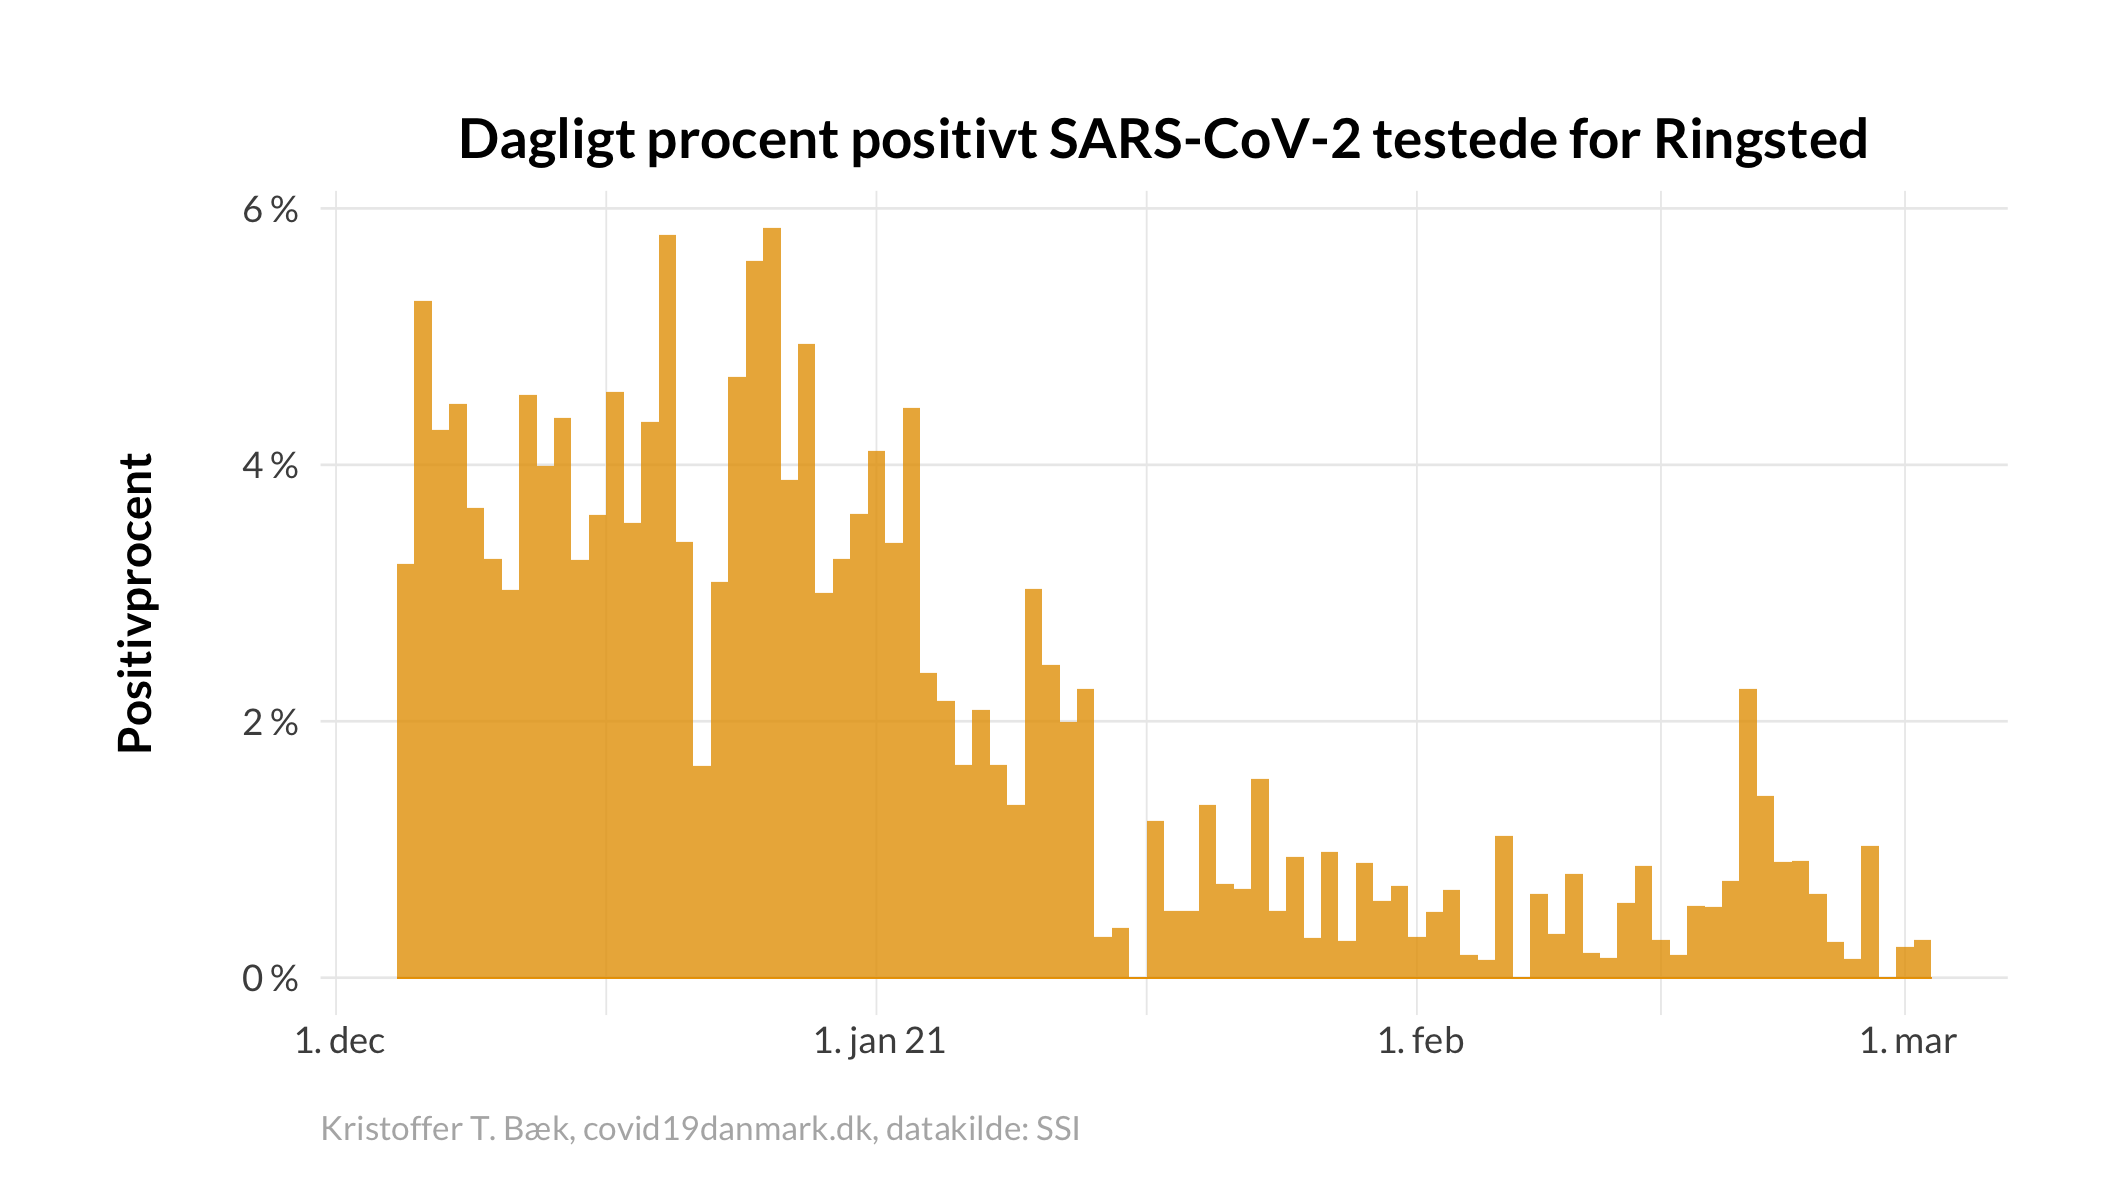 Dagligt procent positivt SARS-CoV-2 testede for Ringsted
Positivprocent
6 %
4 %
2 %
0 %
1. dec
1. jan 21
1. feb
1. mar
Kristoffer T. Bæk, covid19danmark.dk, datakilde: SSI